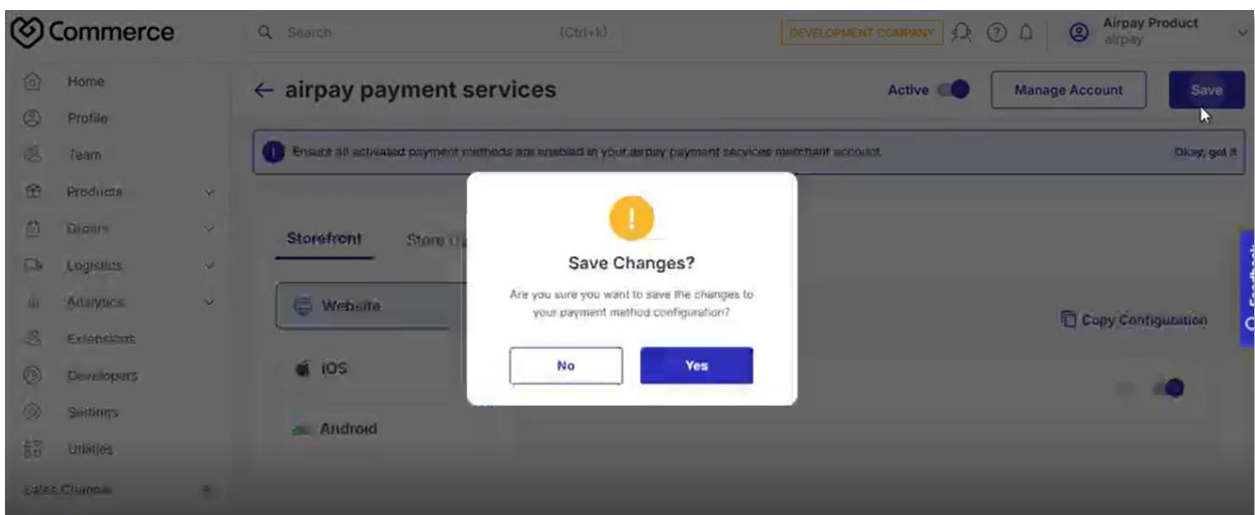 Commerce
Search
(Ctrl+k)
DEVELOPMENT COMPANY
Airpay Product
airpay
Home
Profile
Team
Products
Orders
Logistics
Analytics
Extensions
Developers
Settings
Utilities
Sales Channel
airpay payment services
Active
Manage Account
Save
Ensure all activated payment methods are enabled in your airpay payment services merchant account.
Okay, got it
Storefront
Store
Website
iOS
Android
Copy Configuration
Feedback
Save Changes?
Are you sure you want to save the changes to
your payment method configuration?
No
Yes